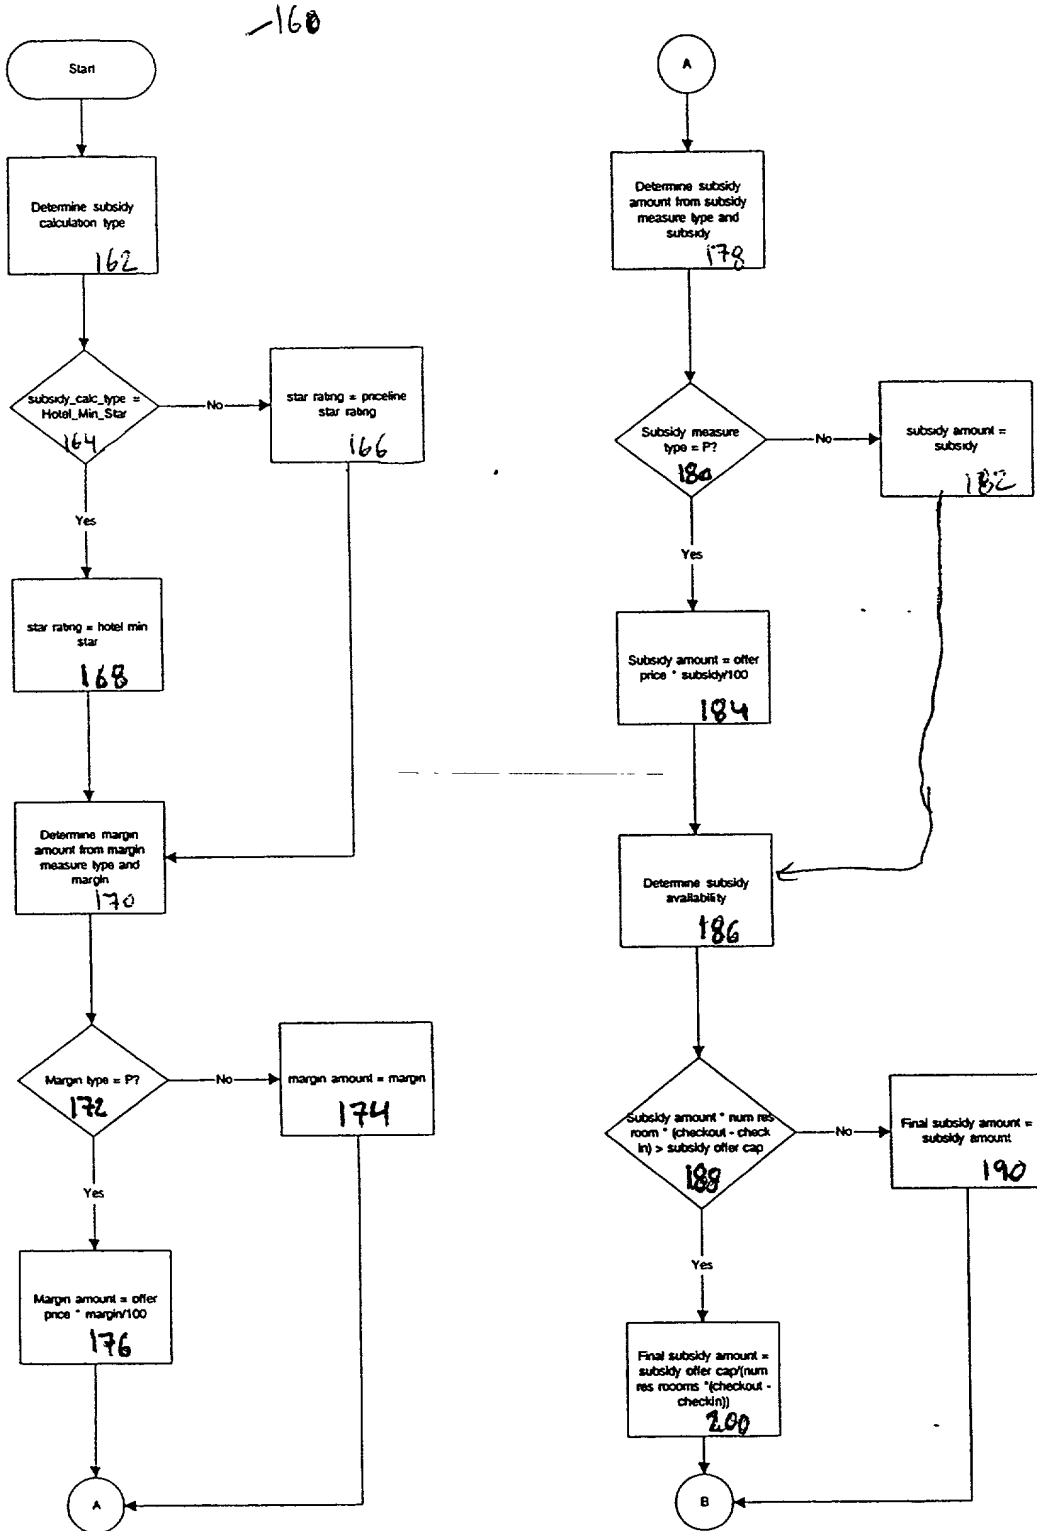 160
Start
Determine subsidy
calculation type
162
subsidy_calc_type =
Hotel_Min_Star
164
No
star rating = priceline
star rating
166
Yes
star rating = hotel min
star
168
Determine margin
amount from margin
measure type and
margin
170
Margin type = P?
172
No
margin amount = margin
174
Yes
Margin amount = offer
price * margin/100
176
A
A
Determine subsidy
amount from subsidy
measure type and
subsidy
178
Subsidy measure
type = P?
180
No
subsidy amount =
subsidy
182
Yes
Subsidy amount = offer
price * subsidy/100
184
Determine subsidy
availability
186
Subsidy amount * num res
room * (checkout - check
in) > subsidy offer cap
188
No
Final subsidy amount =
subsidy amount
190
Yes
Final subsidy amount =
subsidy offer cap/(num
res roooms *(checkout -
checkin))
200
B